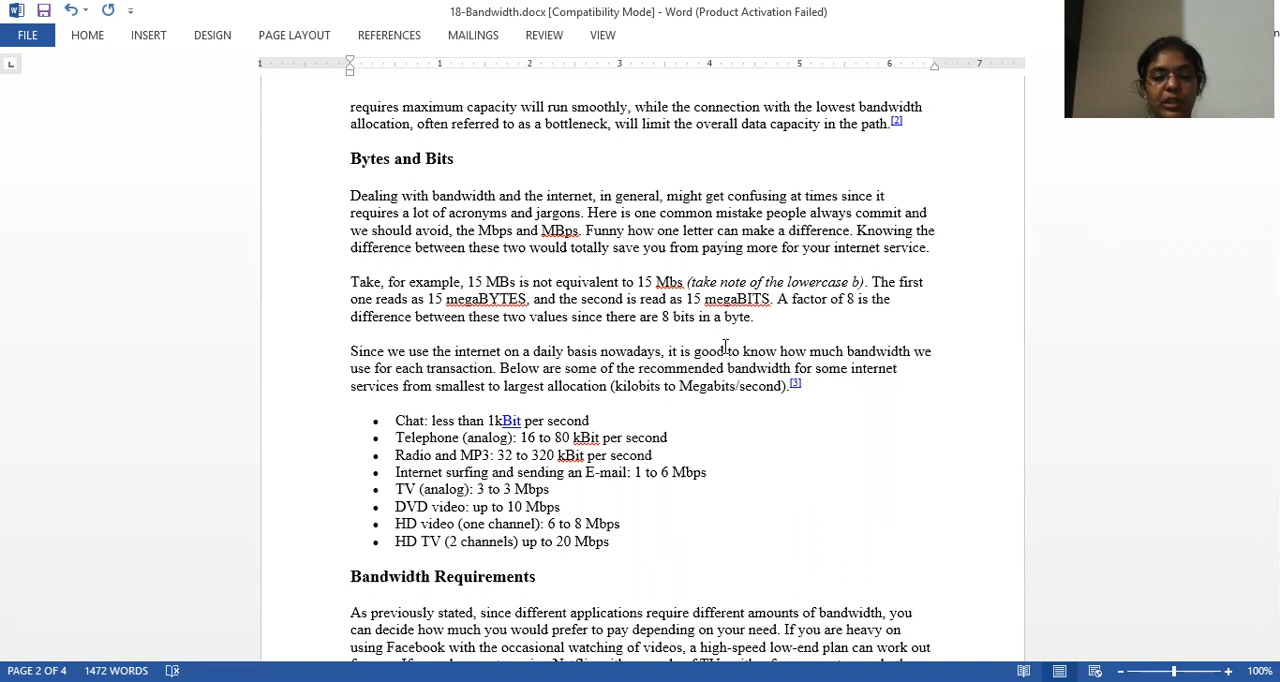 18-Bandwidth.docx [Compatibility Mode] - Word (Product Activation Failed)
FILE HOME INSERT DESIGN PAGE LAYOUT REFERENCES MAILINGS REVIEW VIEW
1 1 2 3 4 5 6 7
requires maximum capacity will run smoothly, while the connection with the lowest bandwidth
allocation, often referred to as a bottleneck, will limit the overall data capacity in the path.[2]
Bytes and Bits
Dealing with bandwidth and the internet, in general, might get confusing at times since it
requires a lot of acronyms and jargons. Here is one common mistake people always commit and
we should avoid, the Mbps and MBps. Funny how one letter can make a difference. Knowing the
difference between these two would totally save you from paying more for your internet service.
Take, for example, 15 MBs is not equivalent to 15 Mbs (take note of the lowercase b). The first
one reads as 15 megaBYTES, and the second is read as 15 megaBITS. A factor of 8 is the
difference between these two values since there are 8 bits in a byte.
Since we use the internet on a daily basis nowadays, it is good to know how much bandwidth we
use for each transaction. Below are some of the recommended bandwidth for some internet
services from smallest to largest allocation (kilobits to Megabits/second).[3]
• Chat: less than 1kBit per second
• Telephone (analog): 16 to 80 kBit per second
• Radio and MP3: 32 to 320 kBit per second
• Internet surfing and sending an E-mail: 1 to 6 Mbps
• TV (analog): 3 to 3 Mbps
• DVD video: up to 10 Mbps
• HD video (one channel): 6 to 8 Mbps
• HD TV (2 channels) up to 20 Mbps
Bandwidth Requirements
As previously stated, since different applications require different amounts of bandwidth, you
can decide how much you would prefer to pay depending on your need. If you are heavy on
using Facebook with the occasional watching of videos, a high-speed low-end plan can work out
PAGE 2 OF 4 1472 WORDS 100%